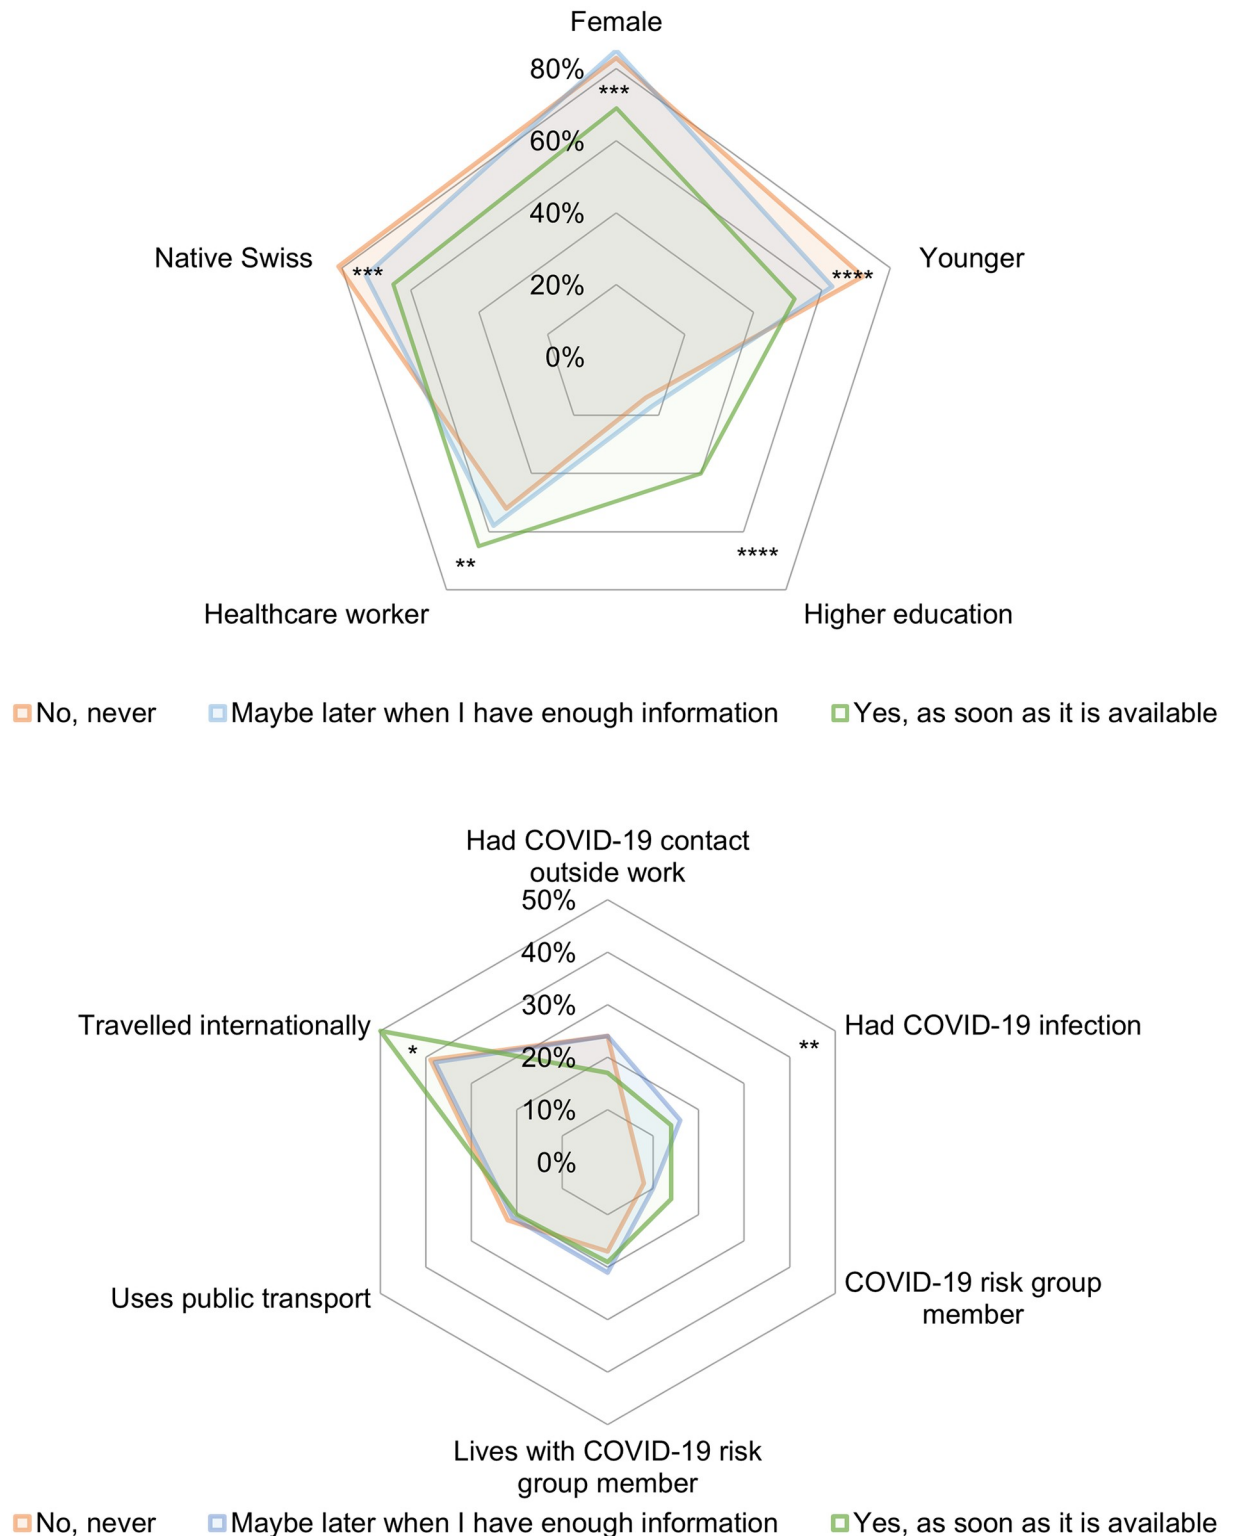 Female
80%
***
60%
40%
Native Swiss
Younger
***
****
20%
0%
**
****
Healthcare worker
Higher education
No, never
Maybe later when I have enough information
Yes, as soon as it is available
Had COVID-19 contact
outside work
50%
40%
30%
Travelled internationally
Had COVID-19 infection
*
**
20%
10%
0%
Uses public transport
COVID-19 risk group
member
Lives with COVID-19 risk
group member
No, never
Maybe later when I have enough information
Yes, as soon as it is available